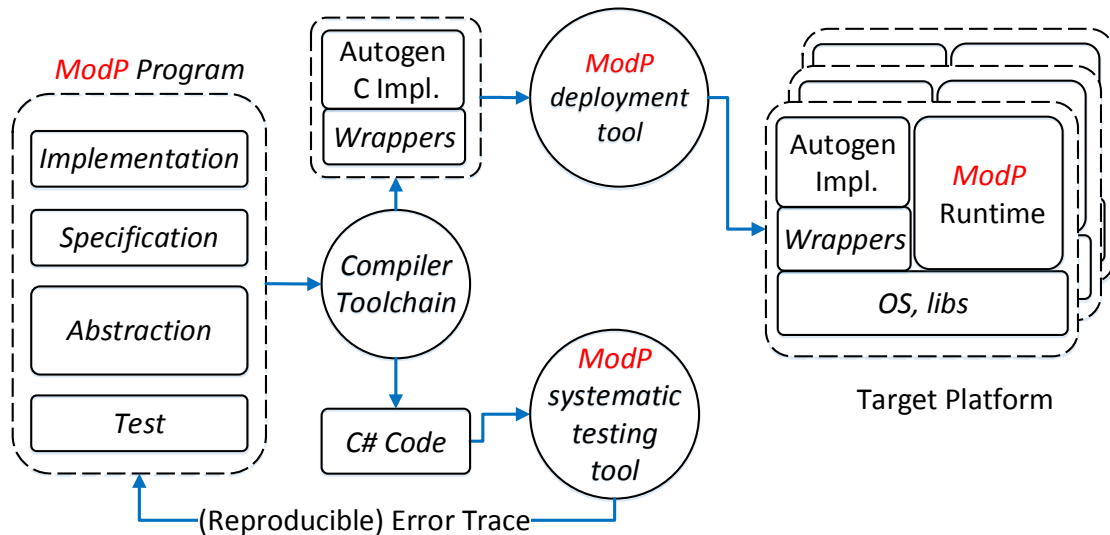 ModP Program
Implementation
Specification
Abstraction
Test
Autogen
C Impl.
Wrappers
Compiler
Toolchain
C# Code
ModP
deployment
tool
ModP
systematic
testing
tool
(Reproducible) Error Trace
Autogen
Impl.
Wrappers
ModP
Runtime
OS, libs
Target Platform